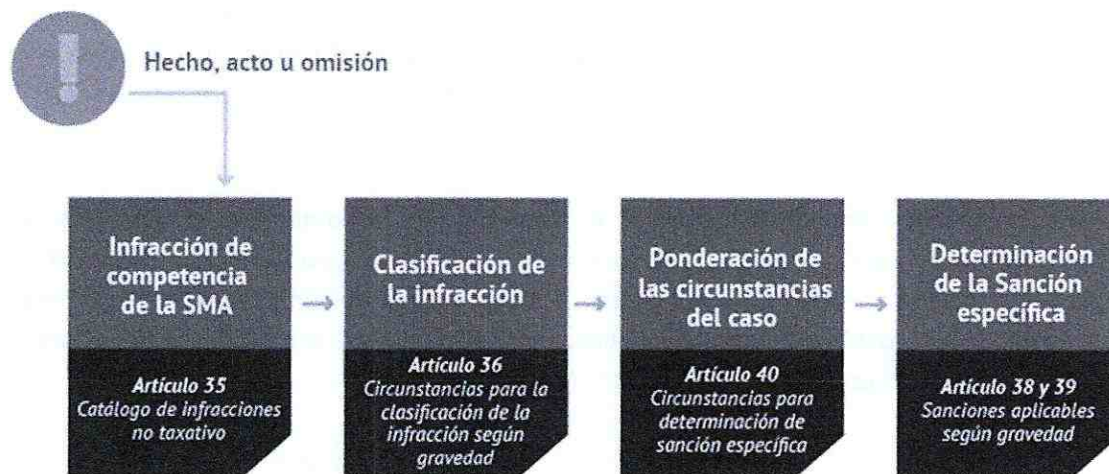 Hecho, acto u omisión
Infracción de
competencia
de la SMA
Artículo 35
Catálogo de infracciones
no taxativo
Clasificación de
la infracción
Artículo 36
Circunstancias para la
clasificación de la
infracción según
gravedad
Ponderación de
las circunstancias
del caso
Artículo 40
Circunstancias para
determinación de
sanción específica
Determinación
de la Sanción
específica
Artículo 38 y 39
Sanciones aplicables
según gravedad